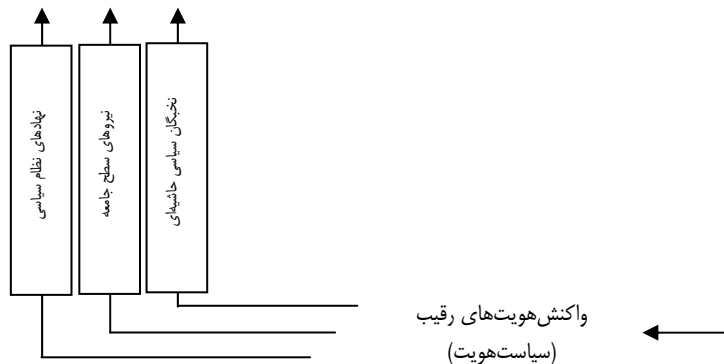 نخبگان سیاسی حاشیه‌ای
نیروهای سطح جامعه
نهادهای نظام سیاسی
واکنش‌هویت‌های رقیب
(سیاست‌هویت)